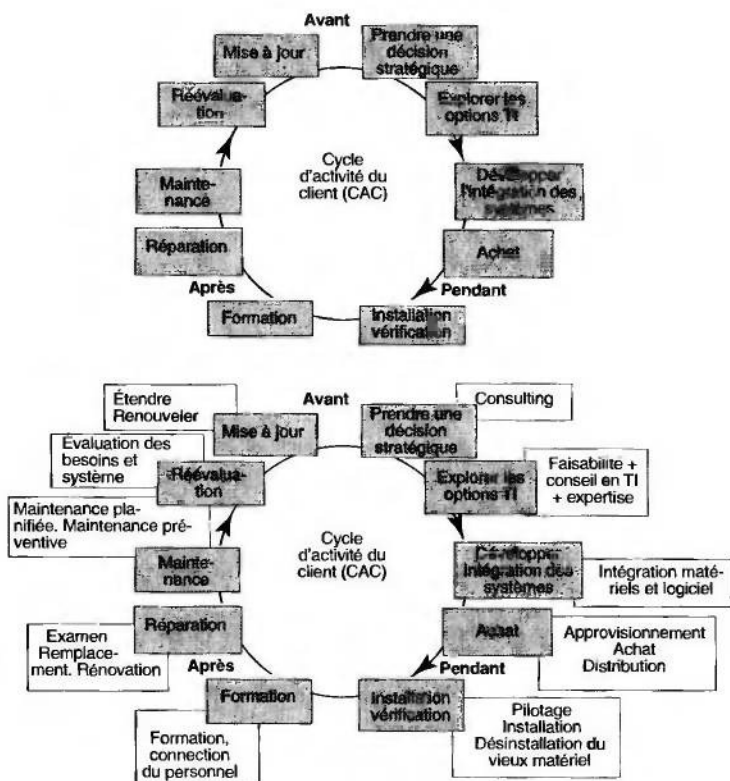 Avant
Mise à jour
Prendre une
décision
stratégique
Réévalua-
tion
Explorer les
options TI
Cycle
d'activité du
client (CAC)
Mainte-
nance
Développer
l'intégration des
systèmes
Réparation
Achat
Après
Pendant
Formation
Installation
vérification
Avant
Étendre
Renouveler
Mise à jour
Prendre une
décision
stratégique
Consulting
Évaluation des
besoins et
système
Réévalua-
tion
Explorer les
options TI
Faisabilité +
conseil en TI
+ expertise
Maintenance pla-
nifiée. Maintenance pré-
ventive
Cycle
d'activité du
client (CAC)
Mainte-
nance
Développer
Intégration des
systèmes
Intégration maté-
riels et logiciel
Examen
Remplace-
ment. Rénovation
Réparation
Achat
Approvisionnement
Achat
Distribution
Après
Pendant
Formation
Installation
vérification
Formation,
connection
du personnel
Pilotage
Installation
Désinstallation du
vieux matériel